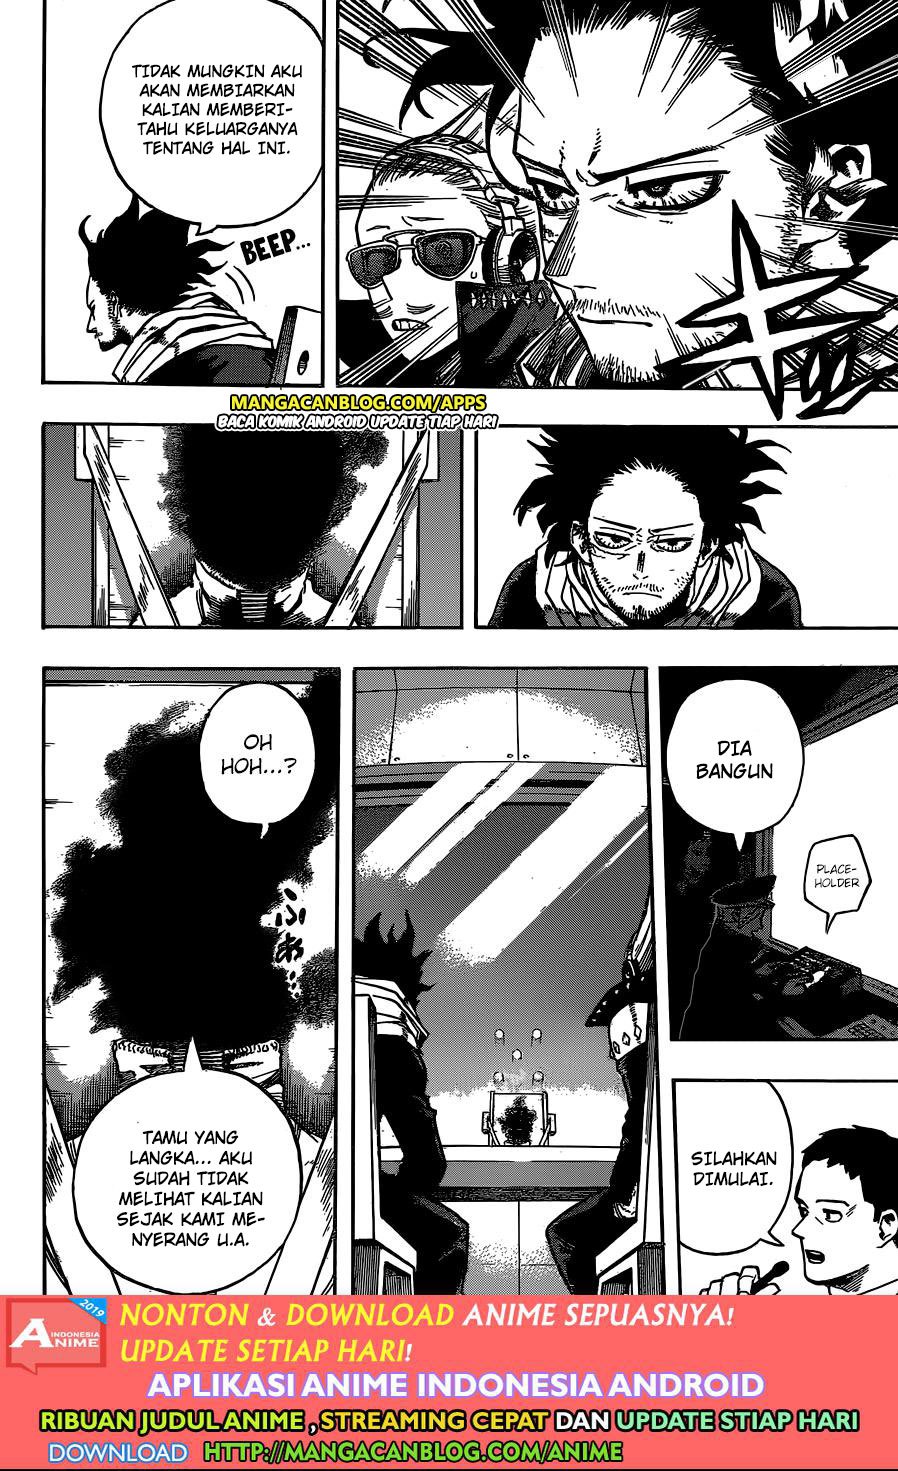 TIDAK MUNGKIN AKU
AKAN MEMBIARKAN
KALIAN MEMBERI-
TAHU KELUARGANYA
TENTANG HAL INI.
BEEP...
MANGACANBLOG.COM/APPS
BACA KOMIK ANDROID UPDATE TIAP HARI
DIA
BANGUN
PLACE-
HOLDER
SILAHKAN
DIMULAI.
OH
HOH...?
TAMU YANG
LANGKA... AKU
SUDAH TIDAK
MELIHAT KALIAN
SEJAK KAMI ME-
NYERANG U.A.
2019
INDONESIA
ANIME
NONTON & DOWNLOAD ANIME SEPUASNYA!
UPDATE SETIAP HARI!
APLIKASI ANIME INDONESIA ANDROID
RIBUAN JUDUL ANIME , STREAMING CEPAT DAN UPDATE STIAP HARI
DOWNLOAD HTTP://MANGACANBLOG.COM/ANIME